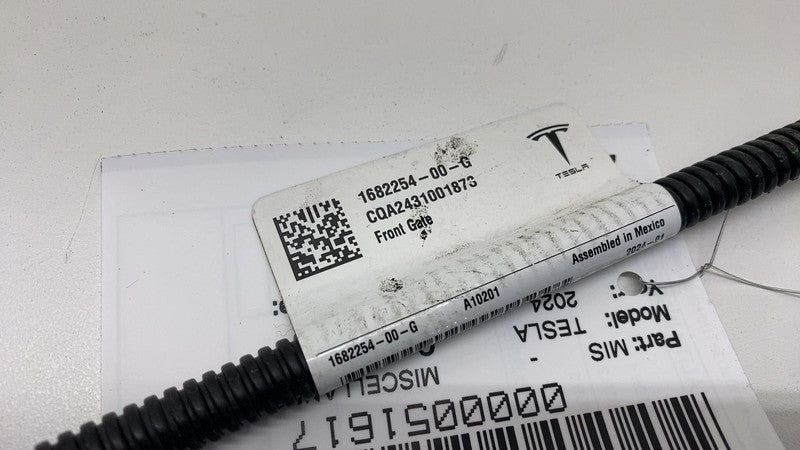 1682254-00-G
CQA2431001873
Front Gate
TESLA
1682254-00-G
A10201
Assembled in Mexico
2024-01
Part: MIS
Model: TESLA
2024
MISCELLA
0000051617